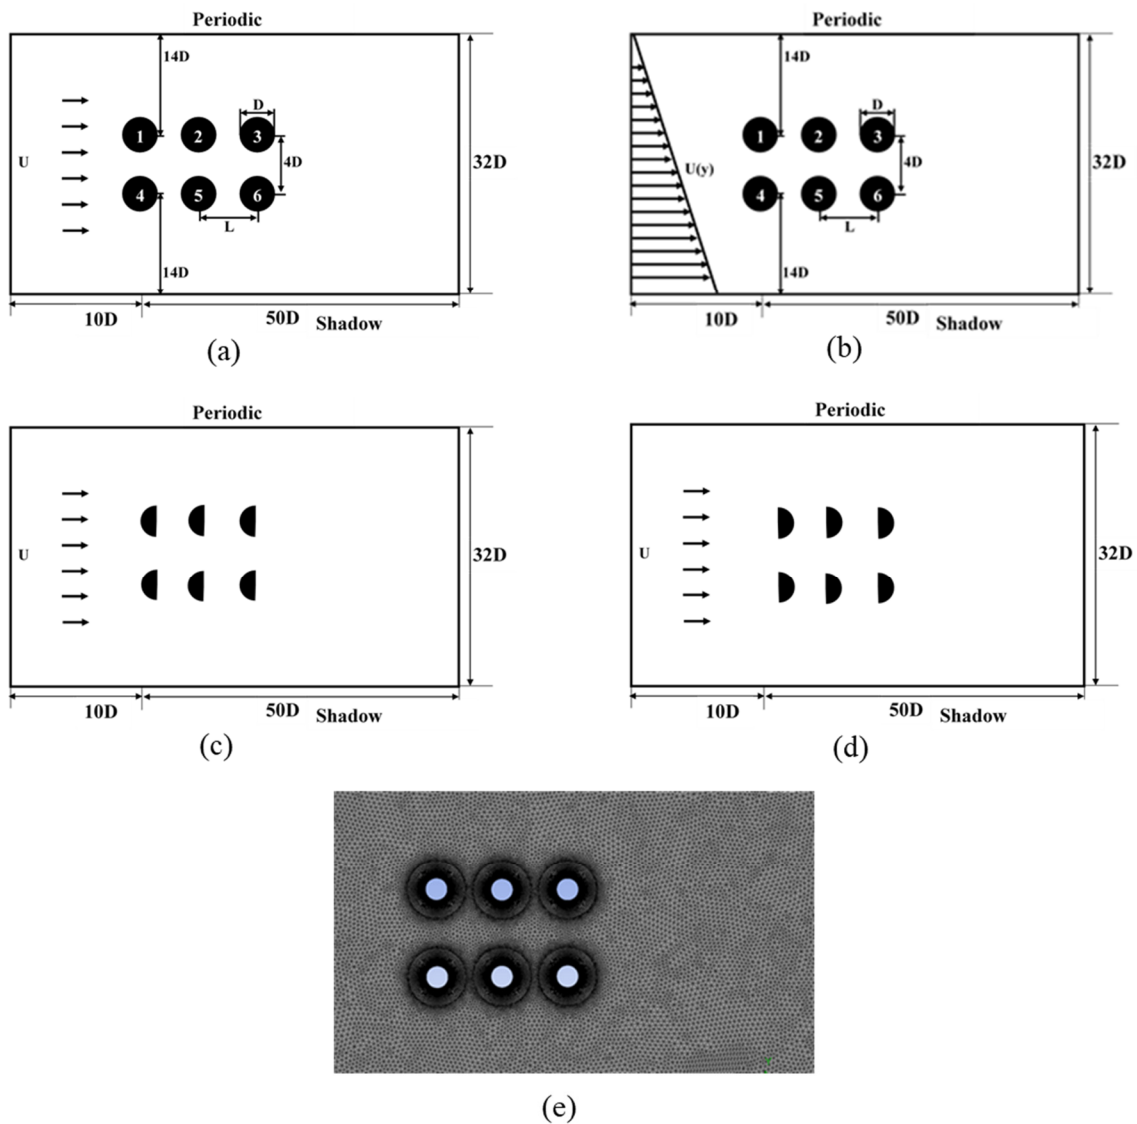 Periodic
14D
D
1 2 3
U
4D
32D
4 5 6
L
14D
10D 50D Shadow
(a)
Periodic
14D
D
1 2 3
U(y)
4D
32D
4 5 6
L
14D
10D 50D Shadow
(b)
Periodic
U
32D
10D 50D Shadow
(c)
Periodic
U
32D
10D 50D Shadow
(d)
(e)